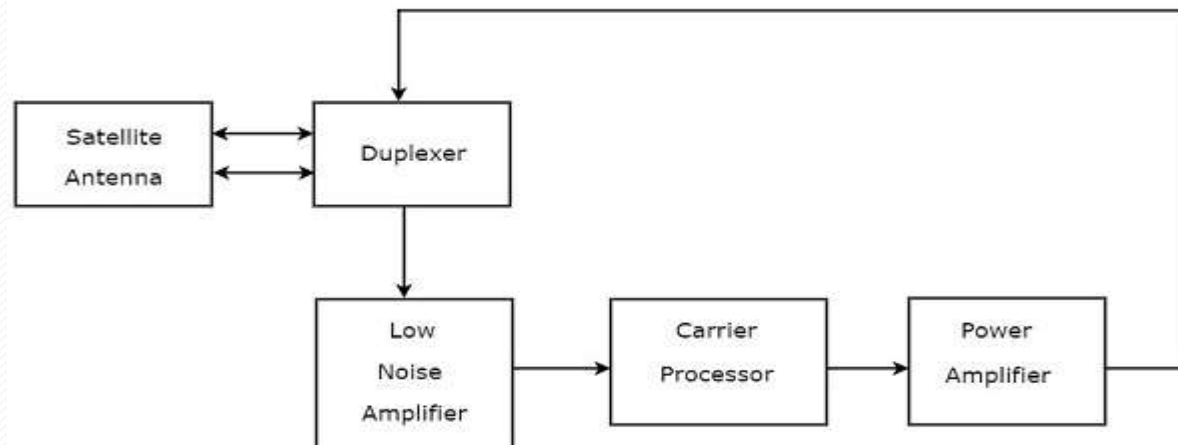 Satellite
Antenna
Duplexer
Low
Noise
Amplifier
Carrier
Processor
Power
Amplifier